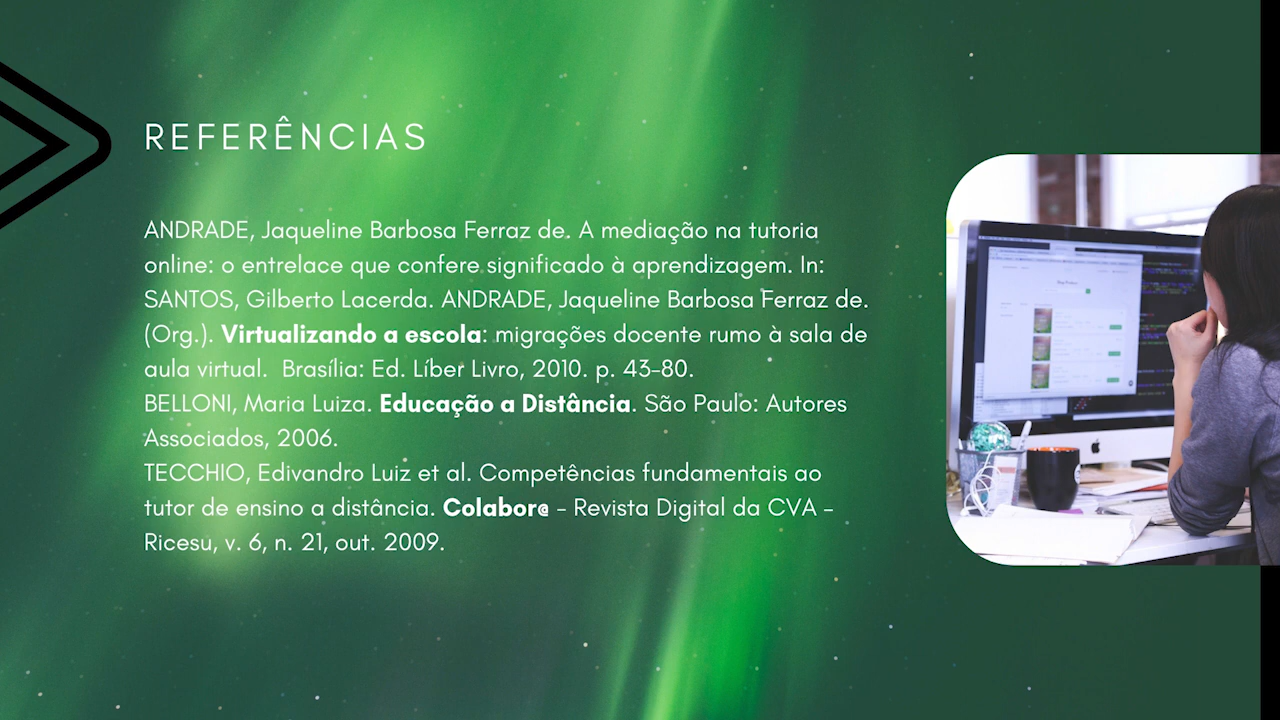 REFERÊNCIAS
ANDRADE, Jaqueline Barbosa Ferraz de. A mediação na tutoria
online: o entrelace que confere significado à aprendizagem. In:
SANTOS, Gilberto Lacerda. ANDRADE, Jaqueline Barbosa Ferraz de.
(Org.). Virtualizando a escola: migrações docente rumo à sala de
aula virtual.  Brasília: Ed. Líber Livro, 2010. p. 43-80.
BELLONI, Maria Luiza. Educação a Distância. São Paulo: Autores
Associados, 2006.
TECCHIO, Edivandro Luiz et al. Competências fundamentais ao
tutor de ensino a distância. Colabor@ - Revista Digital da CVA -
Ricesu, v. 6, n. 21, out. 2009.